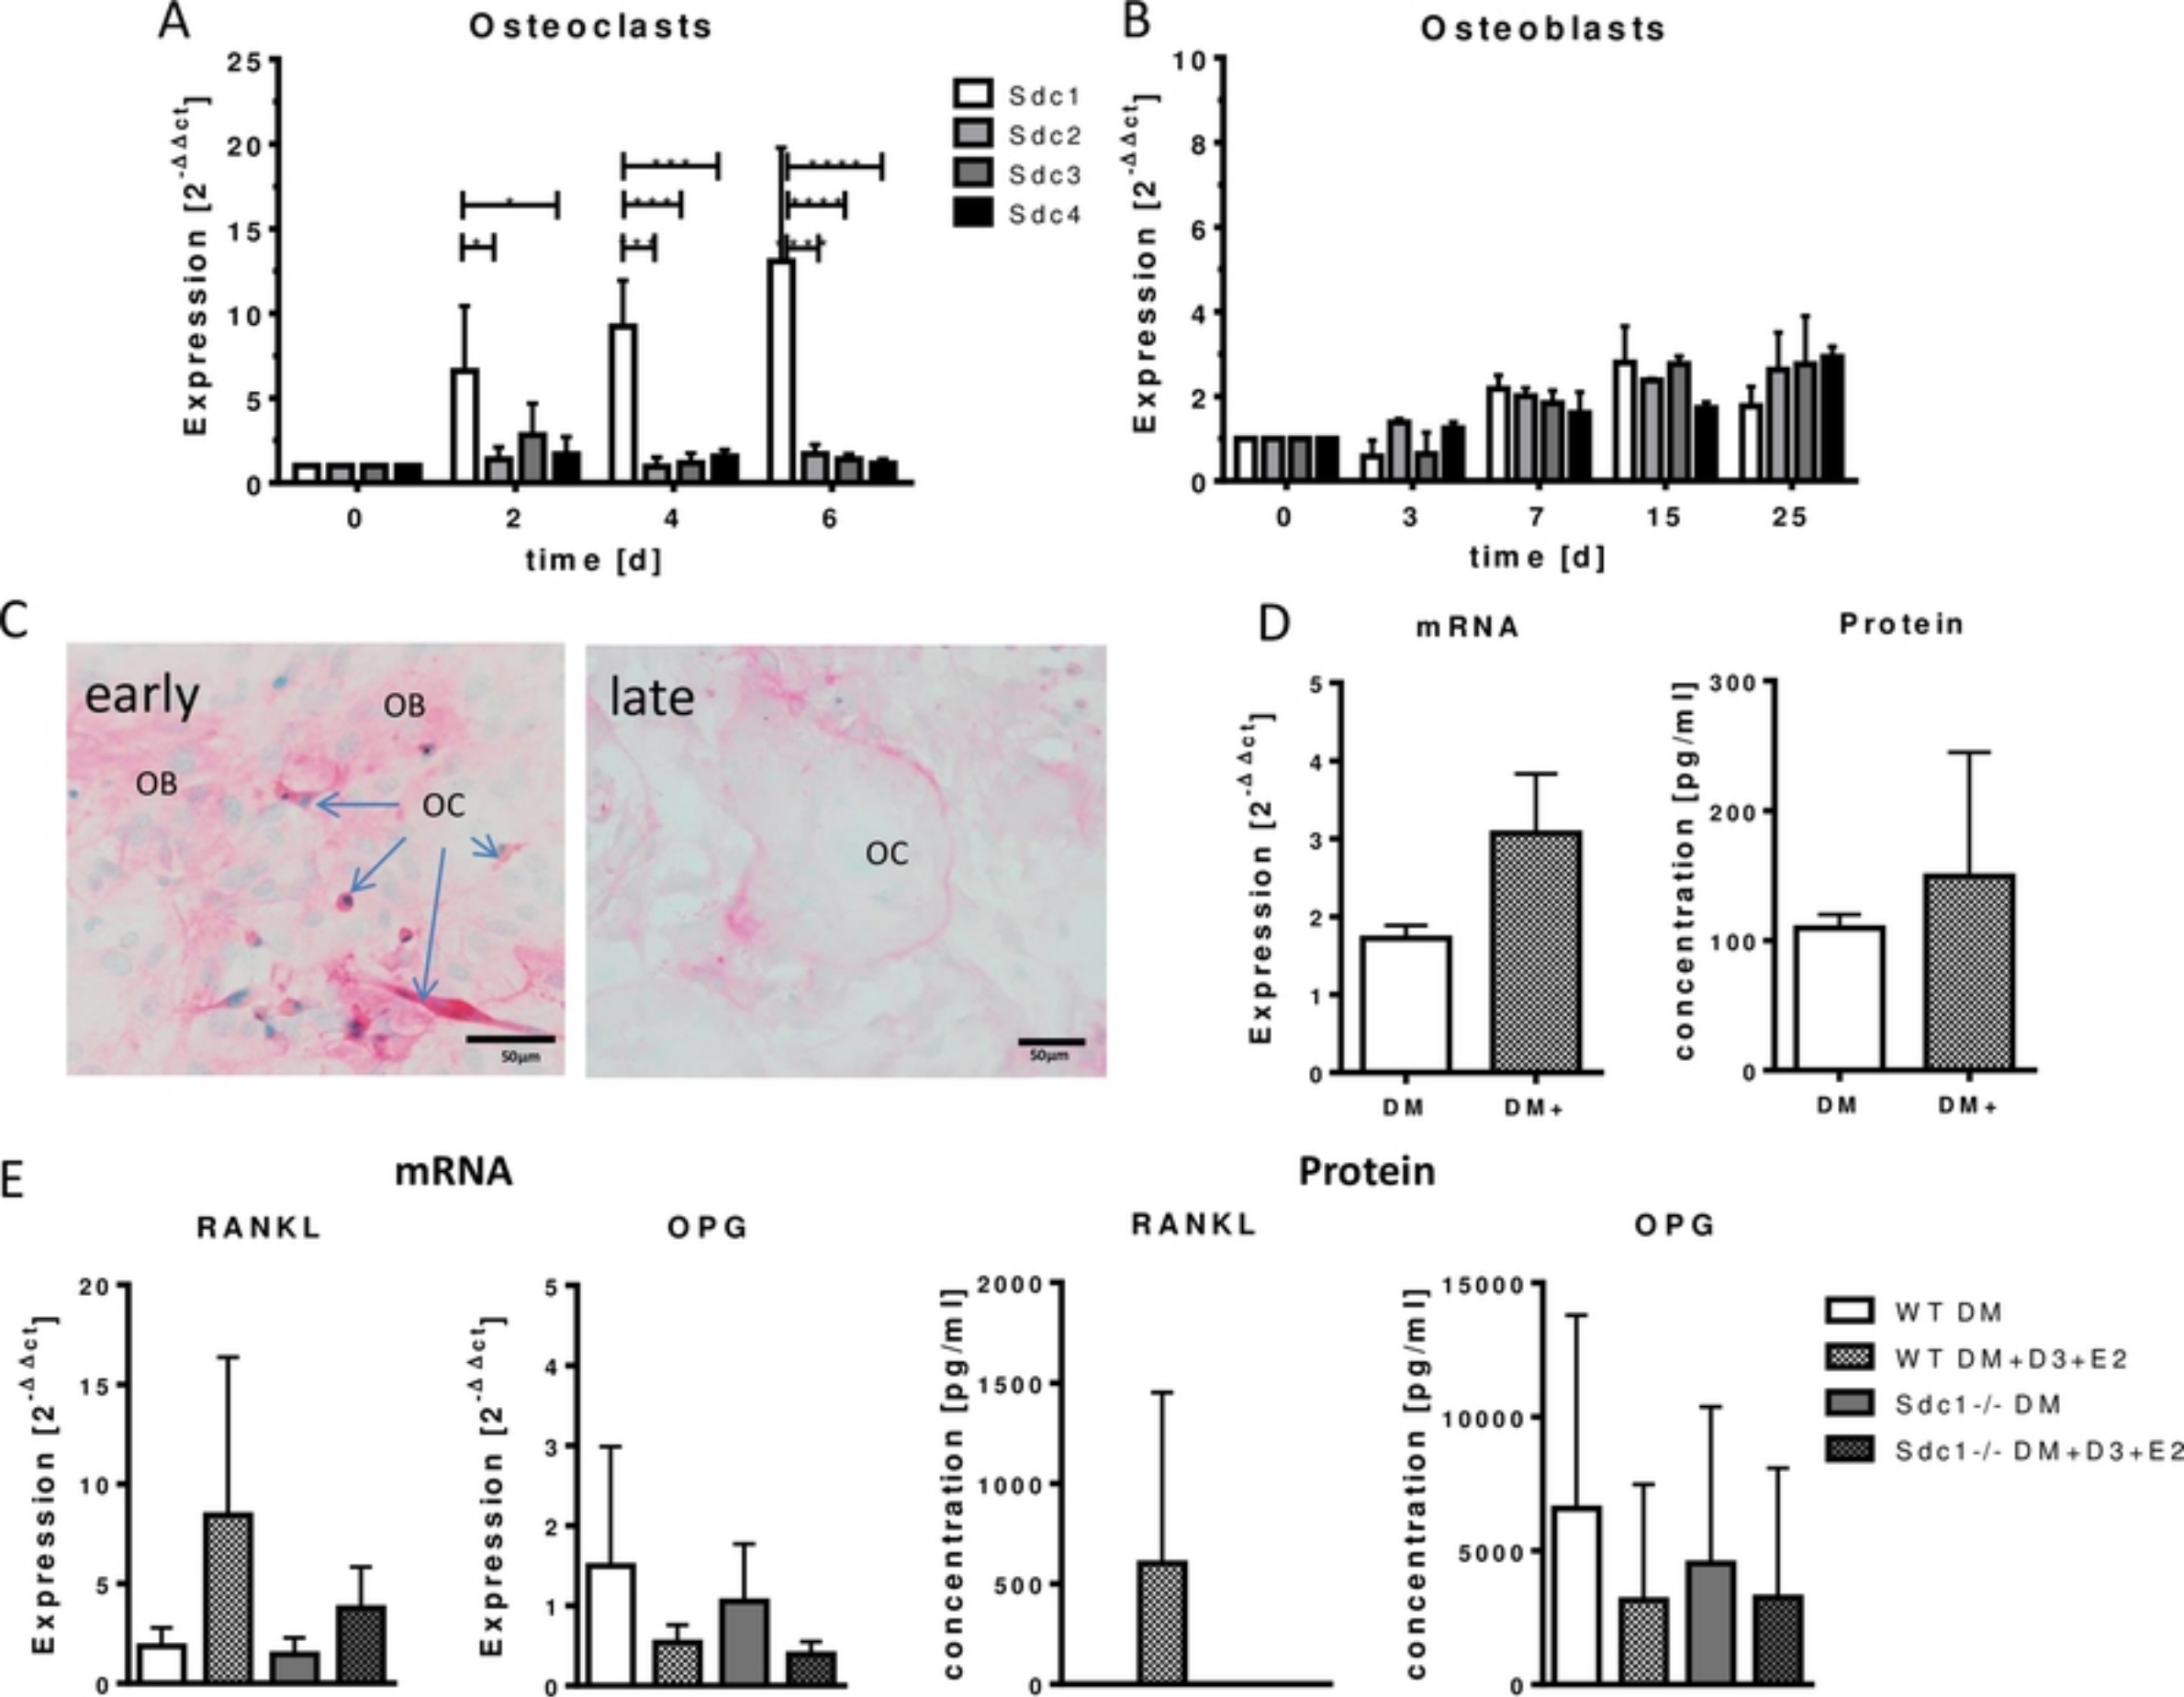 A
Osteoclasts
Expression [2^-ΔΔct]
25
20
15
10
5
0
* *
*** *** ***
**** **** ****
0 2 4 6
time [d]
Sdc1
Sdc2
Sdc3
Sdc4
B
Osteoblasts
Expression [2^-ΔΔct]
10
8
6
4
2
0
0 3 7 15 25
time [d]
C
early
OB
OB
OC
50µm
late
OC
50µm
D
mRNA
Expression [2^-ΔΔct]
5
4
3
2
1
0
DM DM+
Protein
concentration [pg/ml]
300
200
100
0
DM DM+
E
mRNA
RANKL
Expression [2^-ΔΔct]
20
15
10
5
0
OPG
Expression [2^-ΔΔct]
5
4
3
2
1
0
Protein
RANKL
concentration [pg/ml]
2000
1500
1000
500
0
OPG
concentration [pg/ml]
15000
10000
5000
0
WT DM
WT DM+D3+E2
Sdc1-/- DM
Sdc1-/- DM+D3+E2